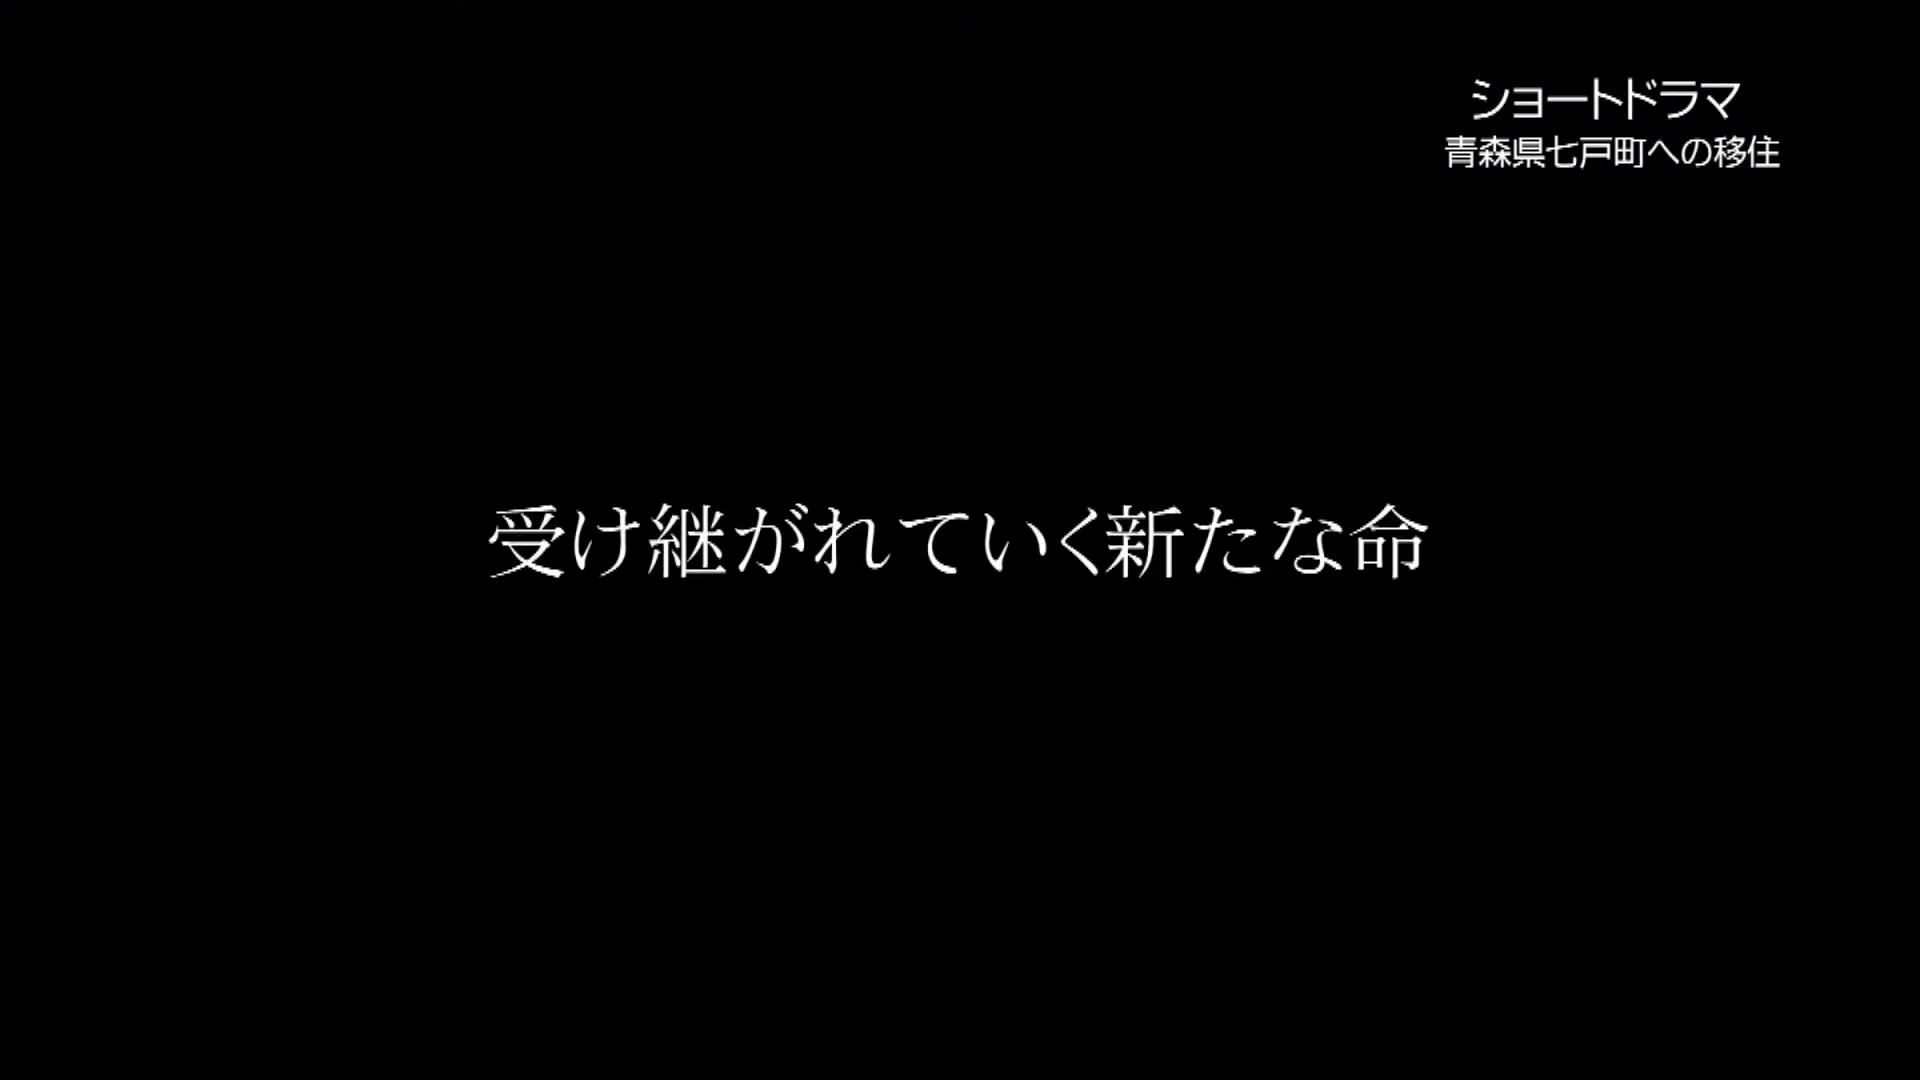 ショートドラマ
青森県七戸町への移住
受け継がれていく新たな命